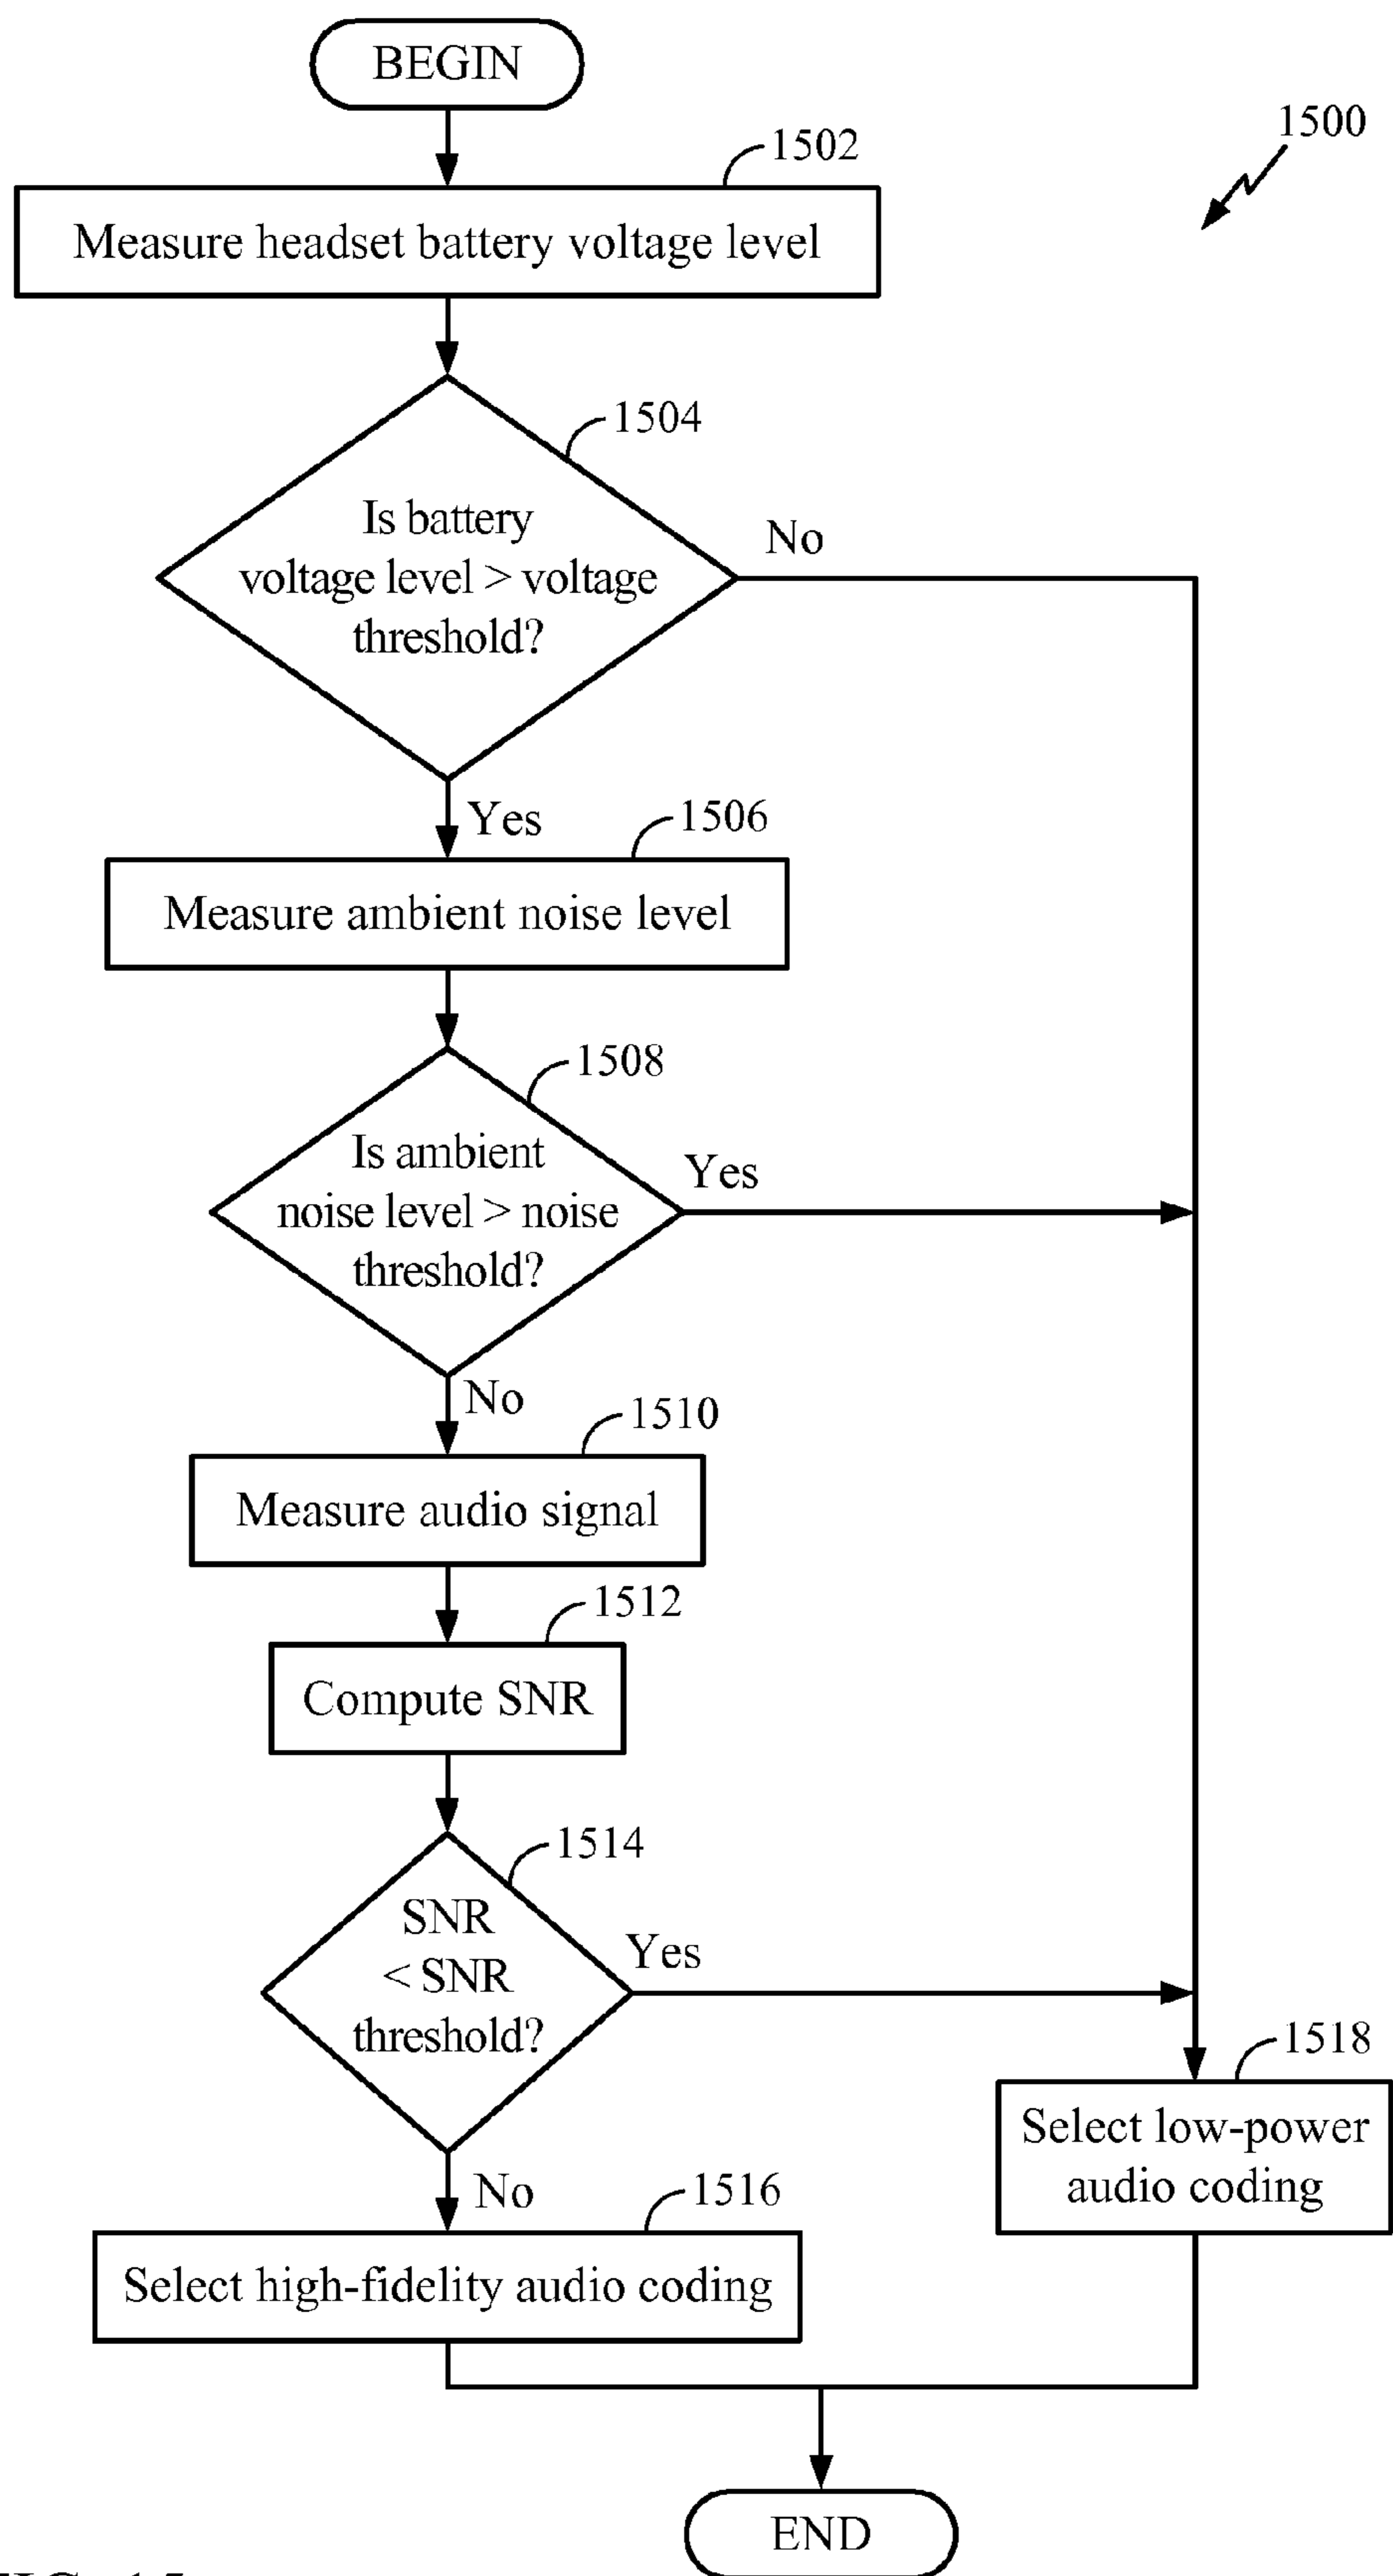 BEGIN
1500
1502
Measure headset battery voltage level
1504
Is battery
voltage level > voltage
threshold?
No
Yes
1506
Measure ambient noise level
1508
Is ambient
noise level > noise
threshold?
Yes
No
1510
Measure audio signal
1512
Compute SNR
1514
SNR
< SNR
threshold?
Yes
No
1516
Select high-fidelity audio coding
1518
Select low-power
audio coding
END